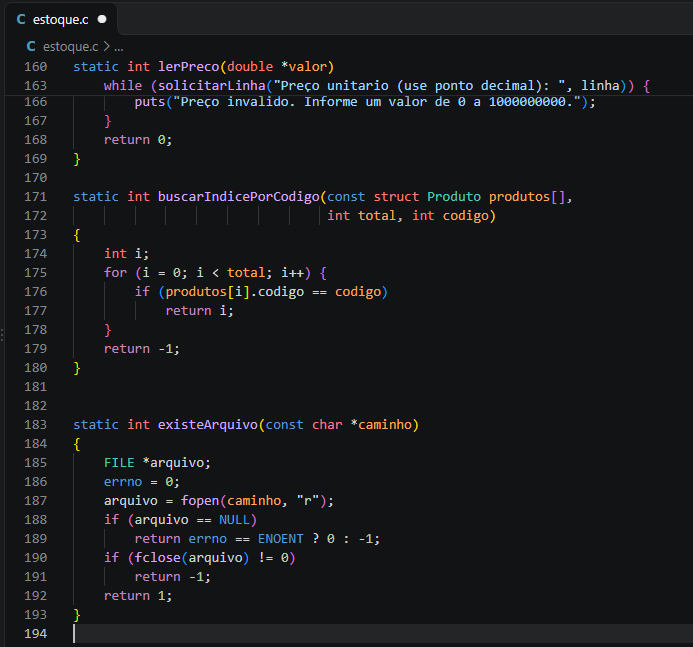 C estoque.c ●
C estoque.c > ...
160 static int lerPreco(double *valor)
163     while (solicitarLinha("Preço unitario (use ponto decimal): ", linha)) {
166         puts("Preço invalido. Informe um valor de 0 a 1000000000.");
167     }
168     return 0;
169 }
170
171 static int buscarIndicePorCodigo(const struct Produto produtos[],
172                                  int total, int codigo)
173 {
174     int i;
175     for (i = 0; i < total; i++) {
176         if (produtos[i].codigo == codigo)
177             return i;
178     }
179     return -1;
180 }
181
182
183 static int existeArquivo(const char *caminho)
184 {
185     FILE *arquivo;
186     errno = 0;
187     arquivo = fopen(caminho, "r");
188     if (arquivo == NULL)
189         return errno == ENOENT ? 0 : -1;
190     if (fclose(arquivo) != 0)
191         return -1;
192     return 1;
193 }
194